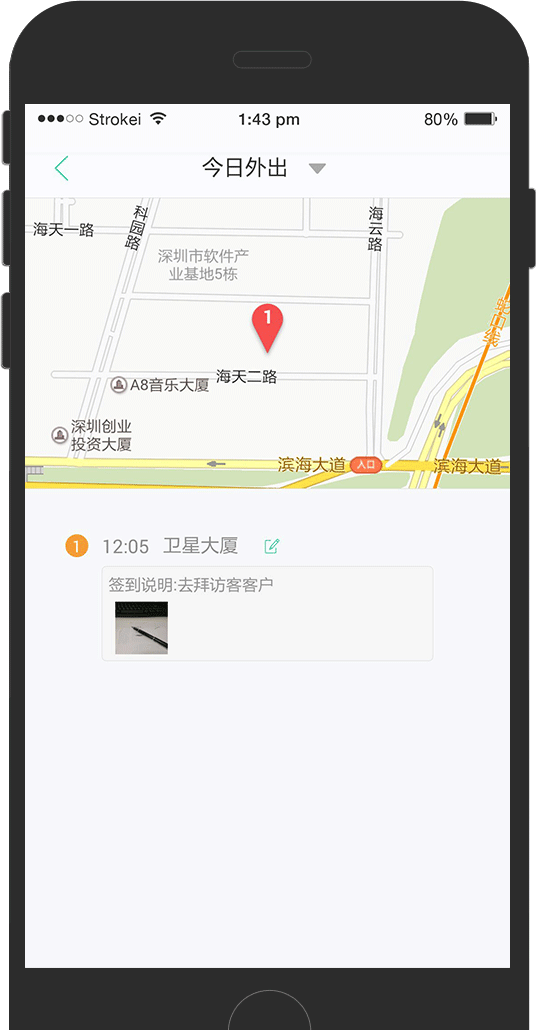 Strokei
1:43 pm
80%
今日外出
海天一路
科园路
海云路
深圳市软件产
业基地5栋
1
海天二路
A8音乐大厦
深圳创业
投资大厦
滨海大道
入口
滨海大道
1 12:05 卫星大厦
签到说明:去拜访客客户